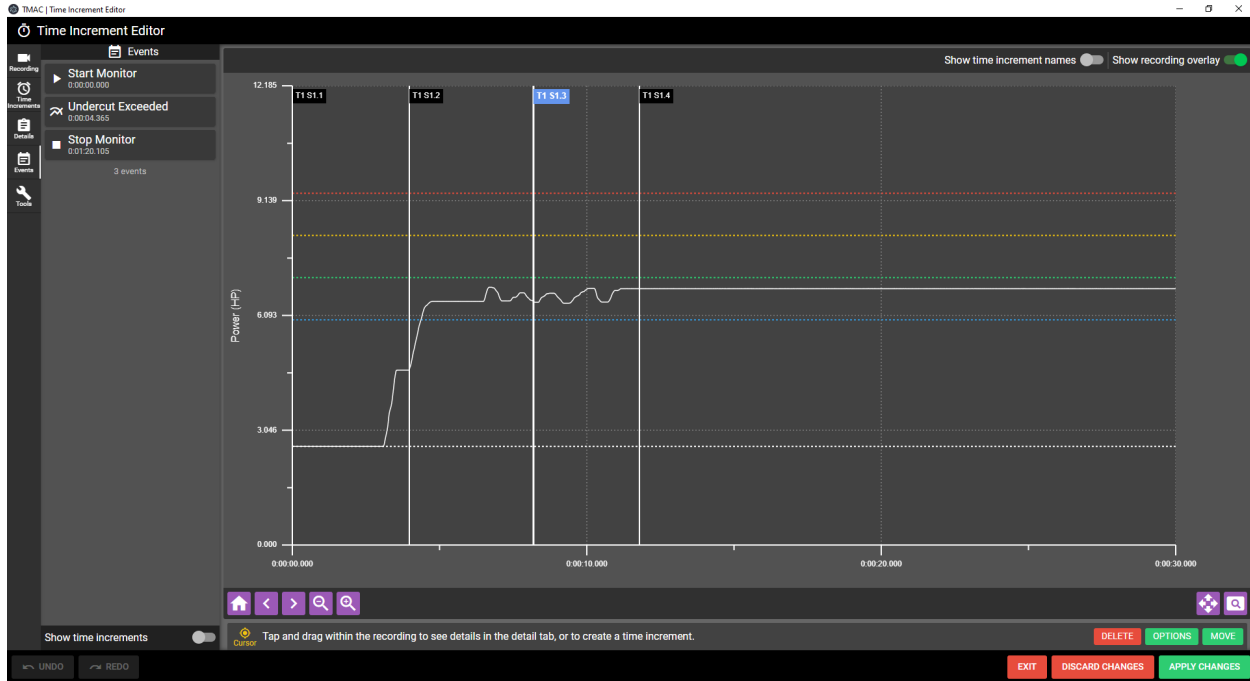 TMAC | Time Increment Editor
Time Increment Editor
Recording
Time
Increments
Details
Events
Tools
Events
Start Monitor
0:00:00.000
Undercut Exceeded
0:00:04.365
Stop Monitor
0:01:20.105
3 events
Show time increments
Show time increment names
Show recording overlay
12.185
9.139
6.093
3.046
0.000
Power (HP)
T1 S1.1
T1 S1.2
T1 S1.3
T1 S1.4
0:00:00.000
0:00:10.000
0:00:20.000
0:00:30.000
Cursor
Tap and drag within the recording to see details in the detail tab, or to create a time increment.
DELETE
OPTIONS
MOVE
UNDO
REDO
EXIT
DISCARD CHANGES
APPLY CHANGES